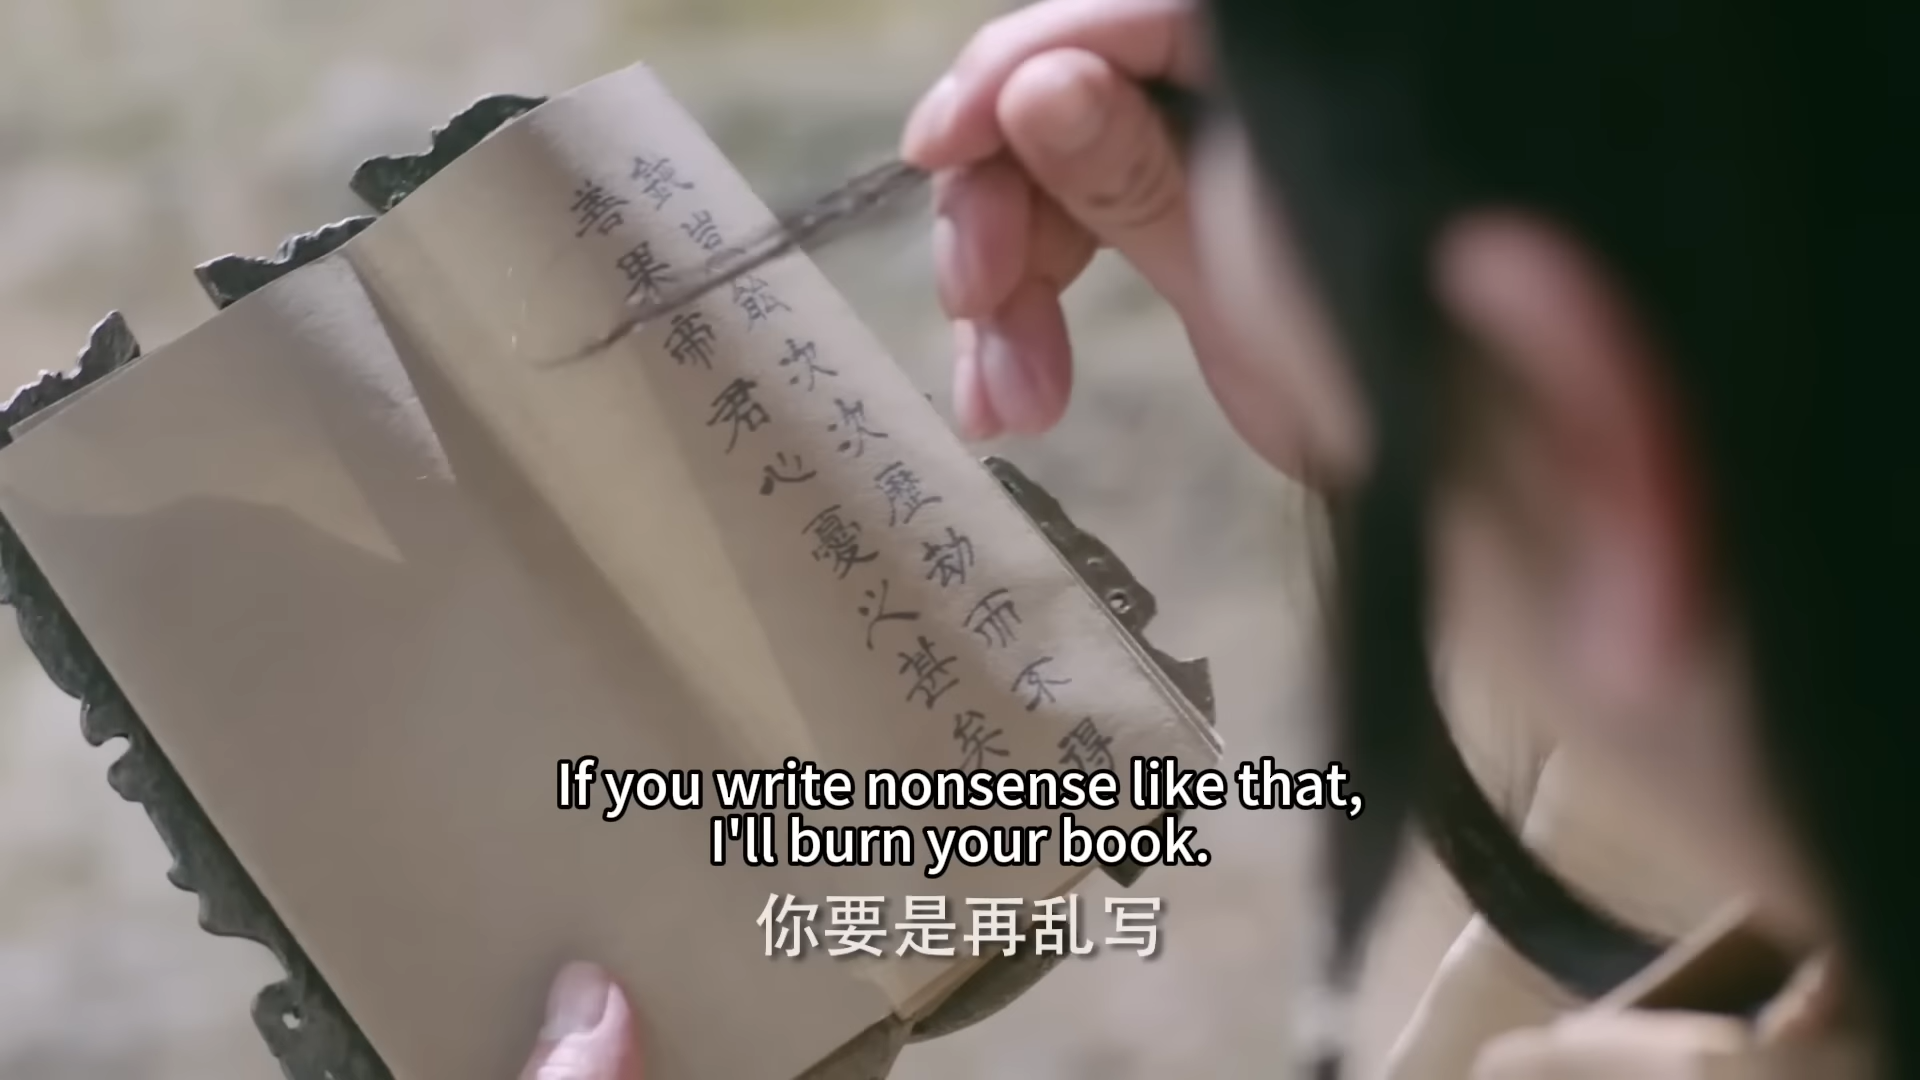 豈能次次歷劫而不得
善果帝君心憂以甚矣
If you write nonsense like that,
I'll burn your book.
你要是再乱写